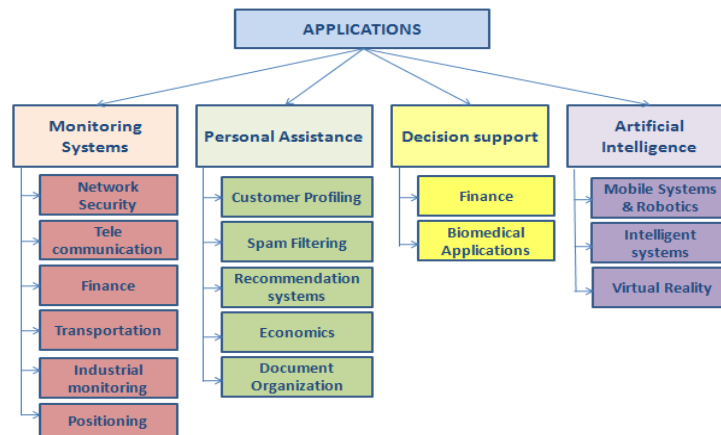 APPLICATIONS
Monitoring
Systems
Network
Security
Tele
communication
Finance
Transportation
Industrial
monitoring
Positioning
Personal Assistance
Customer Profiling
Spam Filtering
Recommendation
systems
Economics
Document
Organization
Decision support
Finance
Biomedical
Applications
Artificial
Intelligence
Mobile Systems
& Robotics
Intelligent
systems
Virtual Reality